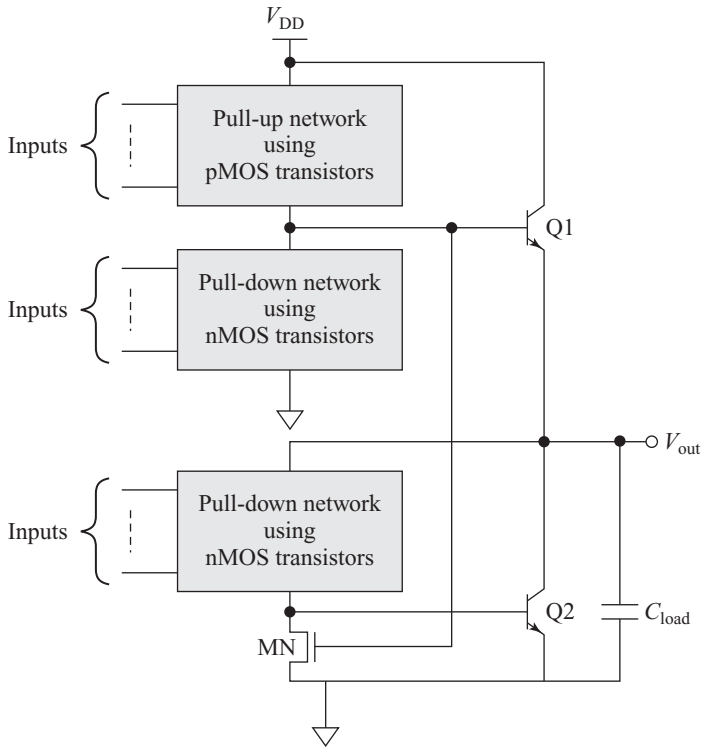 V_DD
Inputs
Pull-up network
using
pMOS transistors
Q1
Inputs
Pull-down network
using
nMOS transistors
V_out
Inputs
Pull-down network
using
nMOS transistors
Q2
C_load
MN